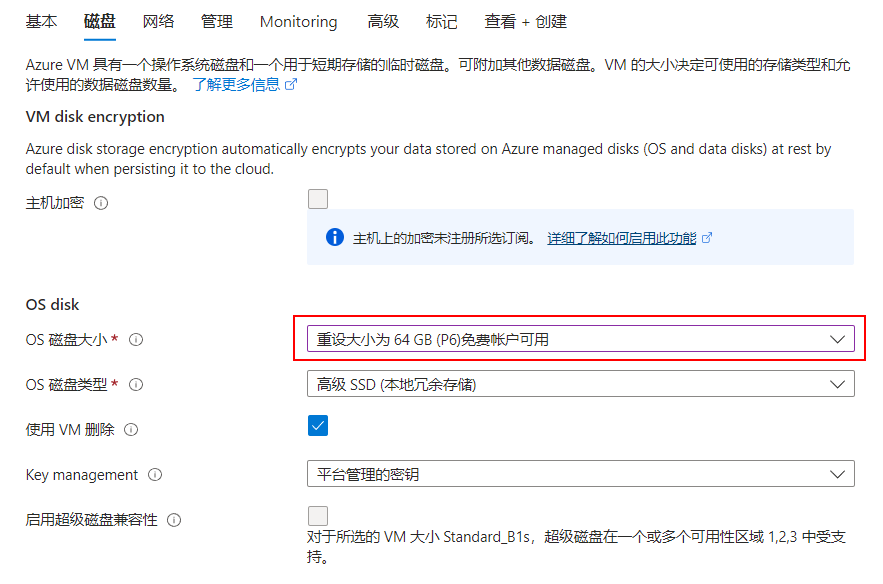 基本 磁盘 网络 管理 Monitoring 高级 标记 查看 + 创建
Azure VM 具有一个操作系统磁盘和一个用于短期存储的临时磁盘。可附加其他数据磁盘。VM 的大小决定可使用的存储类型和允
许使用的数据磁盘数量。 了解更多信息
VM disk encryption
Azure disk storage encryption automatically encrypts your data stored on Azure managed disks (OS and data disks) at rest by
default when persisting it to the cloud.
主机加密
主机上的加密未注册所选订阅。 详细了解如何启用此功能
OS disk
OS 磁盘大小 * 重设大小为 64 GB (P6)免费帐户可用
OS 磁盘类型 * 高级 SSD (本地冗余存储)
使用 VM 删除
Key management 平台管理的密钥
启用超级磁盘兼容性
对于所选的 VM 大小 Standard_B1s，超级磁盘在一个或多个可用性区域 1,2,3 中受支
持。